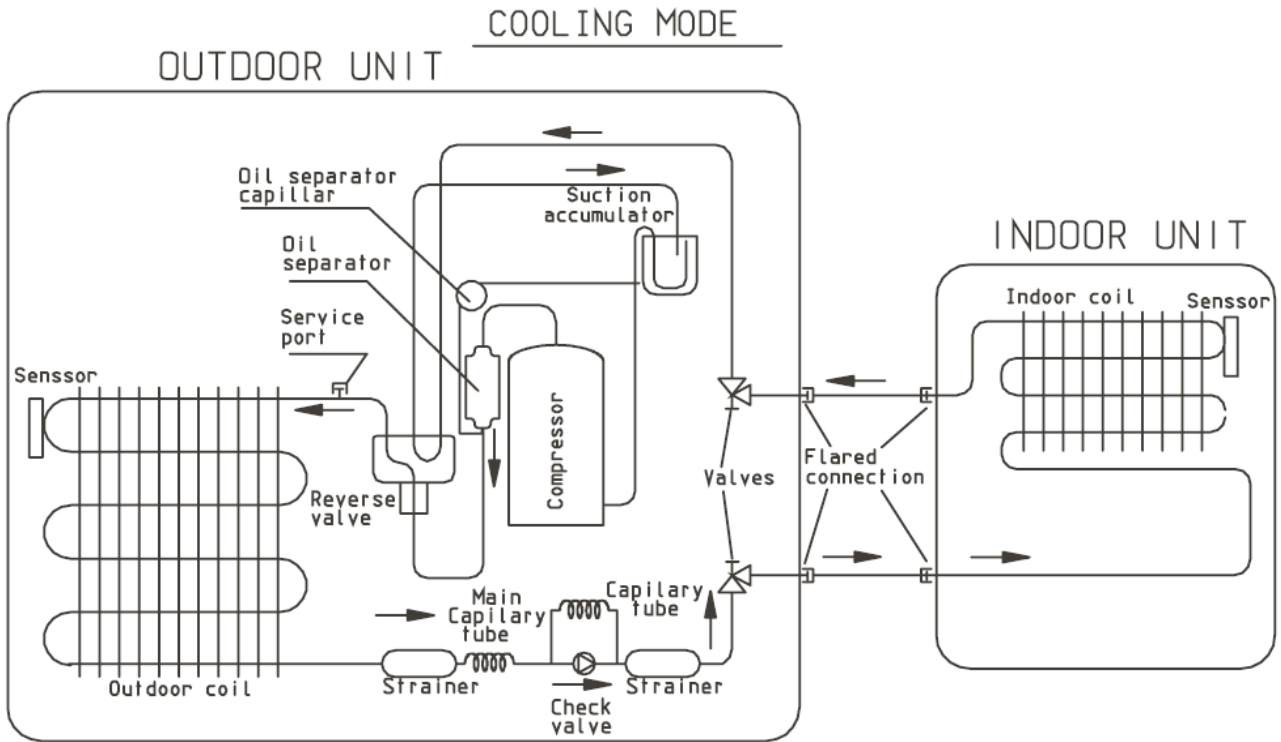 COOLING MODE
OUTDOOR UNIT
Oil separator
capillar
Suction
accumulator
Oil
separator
Service
port
Senssor
Compressor
Reverse
valve
Outdoor coil
Strainer
Main
Capilary
tube
Check
valve
Capilary
tube
Strainer
Valves
Flared
connection
INDOOR UNIT
Indoor coil
Senssor